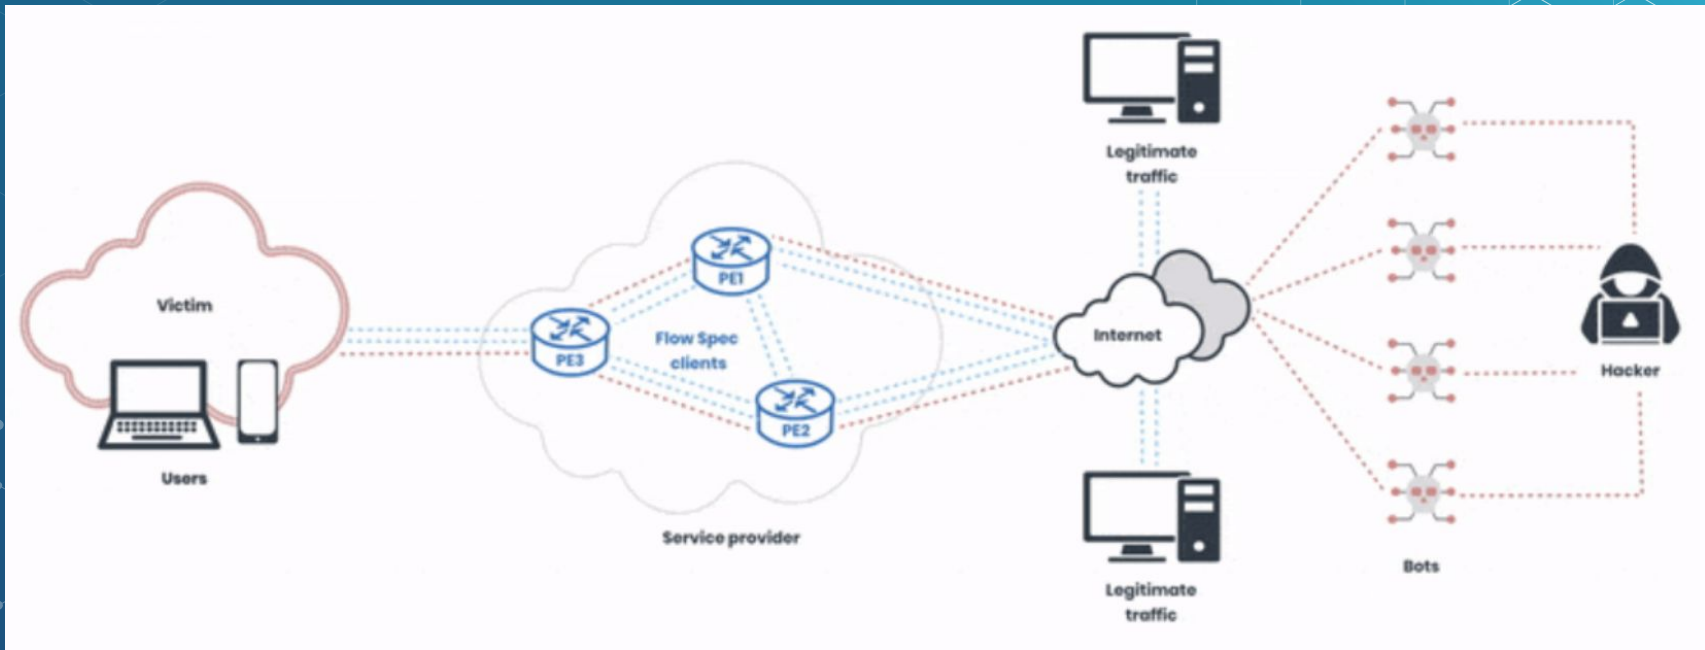 Victim
Users
PE1
PE3
Flow Spec
clients
PE2
Service provider
Legitimate
traffic
Internet
Legitimate
traffic
Hacker
Bots